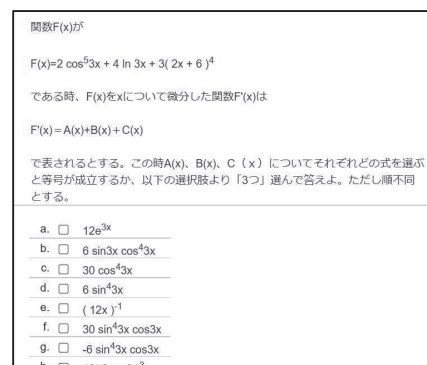 関数F(x)が
F(x)=2 cos⁵3x + 4 ln 3x + 3( 2x + 6 )⁴
である時、F(x)をxについて微分した関数F'(x)は
F'(x)＝A(x)+B(x)＋C(x)
で表されるとする。この時A(x)、B(x)、C（ｘ）についてそれぞれどの式を選ぶ
と等号が成立するか、以下の選択肢より「3つ」選んで答えよ。ただし順不同
とする。
a. 12e³ˣ
b. 6 sin3x cos⁴3x
c. 30 cos⁴3x
d. 6 sin⁴3x
e. ( 12x )⁻¹
f. 30 sin⁴3x cos3x
g. -6 sin⁴3x cos3x